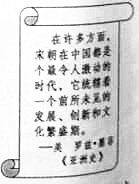 在许多方面，
宋朝在中国都是
个最令人激动的
时代，它统辖着
一个前所未见的
发展、创新和文
化繁盛期。
——美 罗兹·墨菲
《亚洲史》